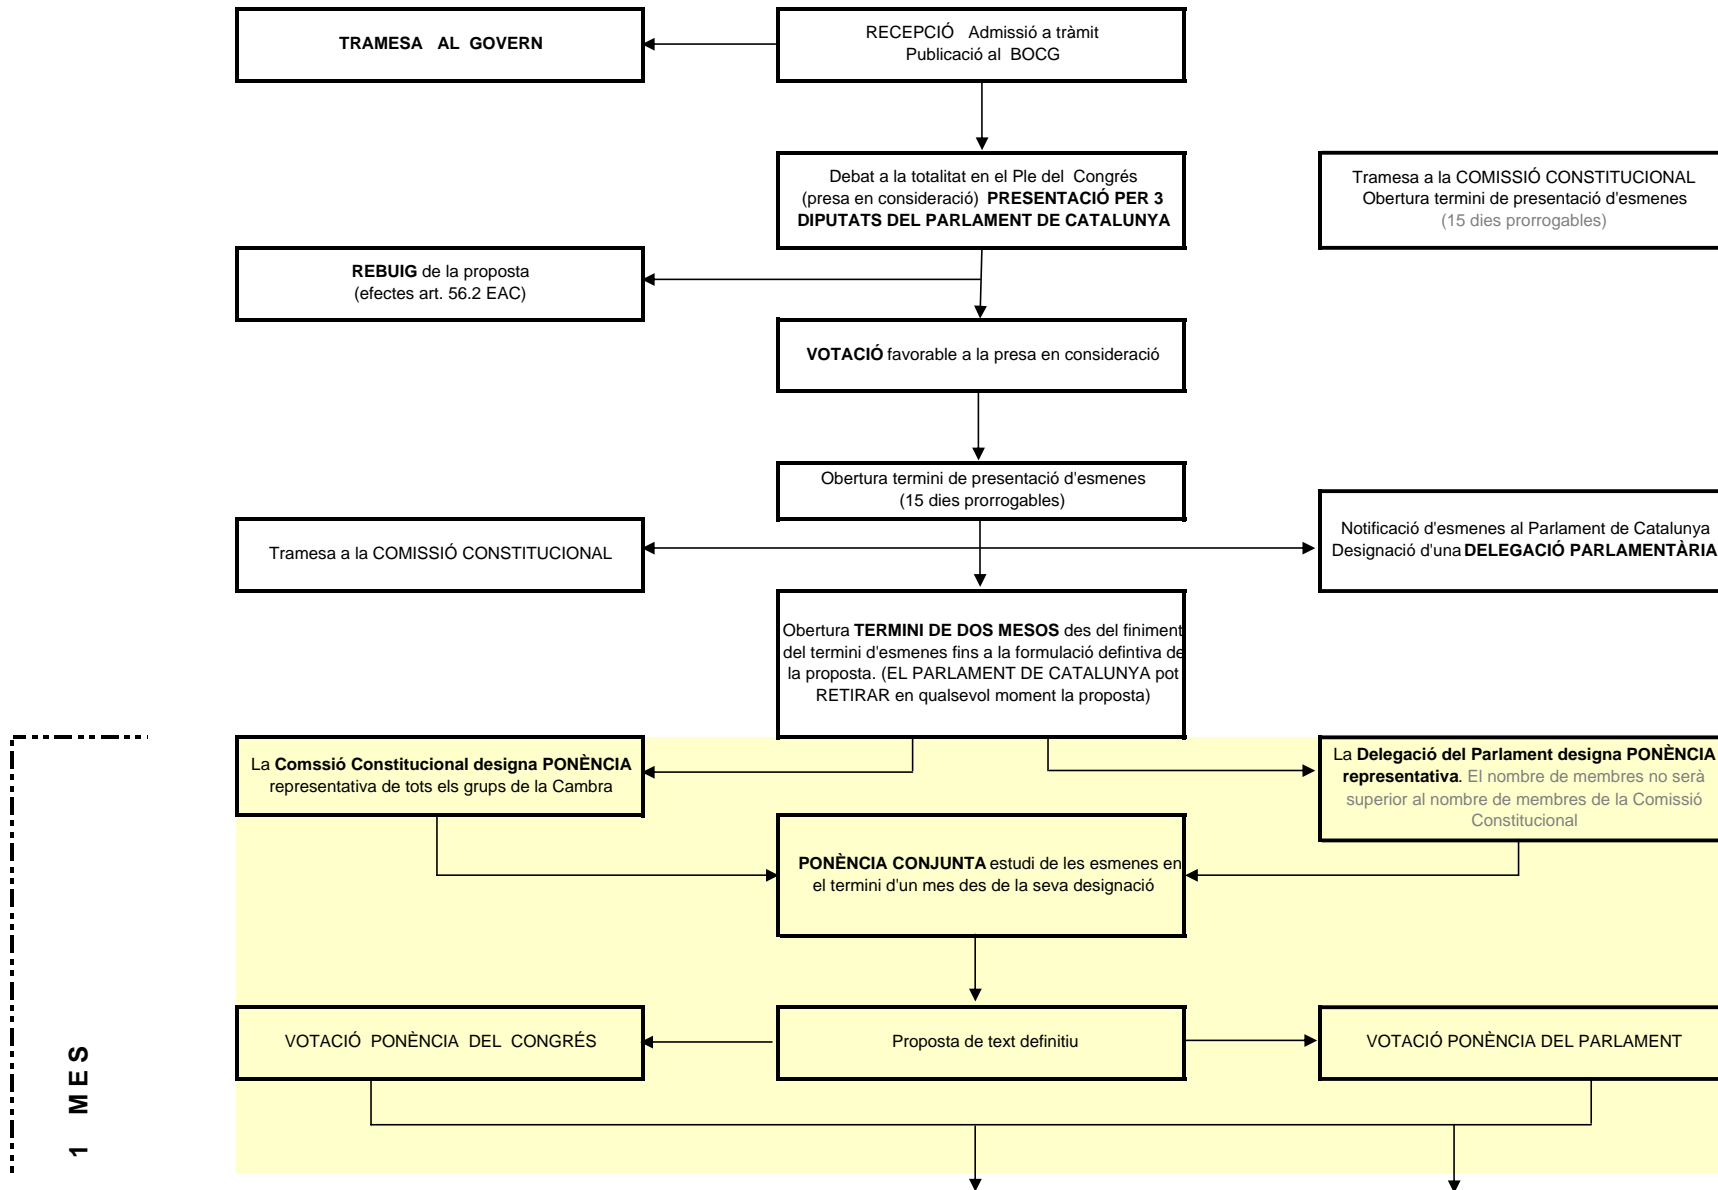 TRAMESA AL GOVERN
RECEPCIÓ Admissió a tràmit
Publicació al BOCG
Debat a la totalitat en el Ple del Congrés
(presa en consideració) PRESENTACIÓ PER 3
DIPUTATS DEL PARLAMENT DE CATALUNYA
Tramesa a la COMISSIÓ CONSTITUCIONAL
Obertura termini de presentació d'esmenes
(15 dies prorrogables)
REBUIG de la proposta
(efectes art. 56.2 EAC)
VOTACIÓ favorable a la presa en consideració
Obertura termini de presentació d'esmenes
(15 dies prorrogables)
Tramesa a la COMISSIÓ CONSTITUCIONAL
Notificació d'esmenes al Parlament de Catalunya
Designació d'una DELEGACIÓ PARLAMENTÀRIA
Obertura TERMINI DE DOS MESOS des del finiment
del termini d'esmenes fins a la formulació defintiva de
la proposta. (EL PARLAMENT DE CATALUNYA pot
RETIRAR en qualsevol moment la proposta)
La Comssió Constitucional designa PONÈNCIA
representativa de tots els grups de la Cambra
La Delegació del Parlament designa PONÈNCIA
representativa. El nombre de membres no serà
superior al nombre de membres de la Comissió
Constitucional
PONÈNCIA CONJUNTA estudi de les esmenes en
el termini d'un mes des de la seva designació
VOTACIÓ PONÈNCIA DEL CONGRÉS
Proposta de text definitiu
VOTACIÓ PONÈNCIA DEL PARLAMENT
1 MES